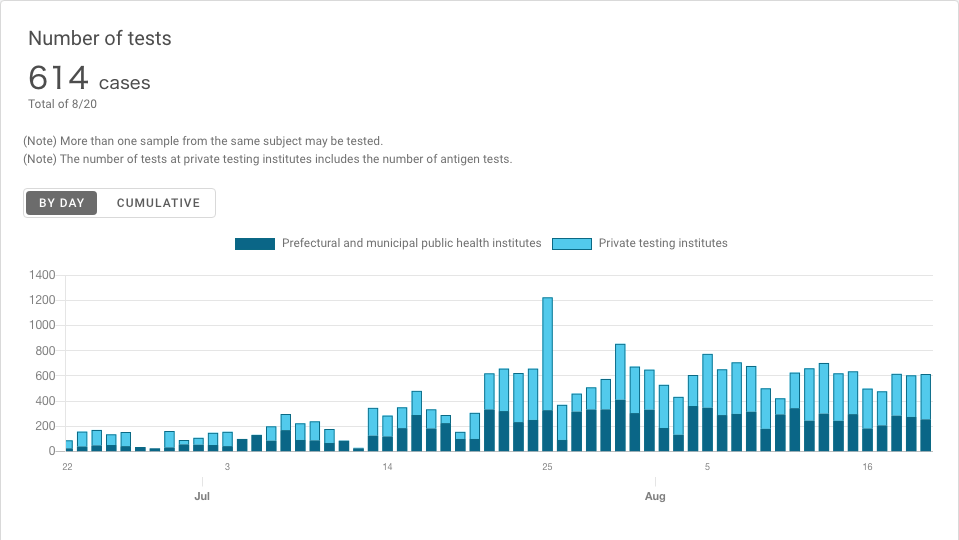 Number of tests
614 cases
Total of 8/20
(Note) More than one sample from the same subject may be tested.
(Note) The number of tests at private testing institutes includes the number of antigen tests.
BY DAY CUMULATIVE
Prefectural and municipal public health institutes Private testing institutes
1400
1200
1000
800
600
400
200
0
22 3 14 25 5 16
Jul Aug